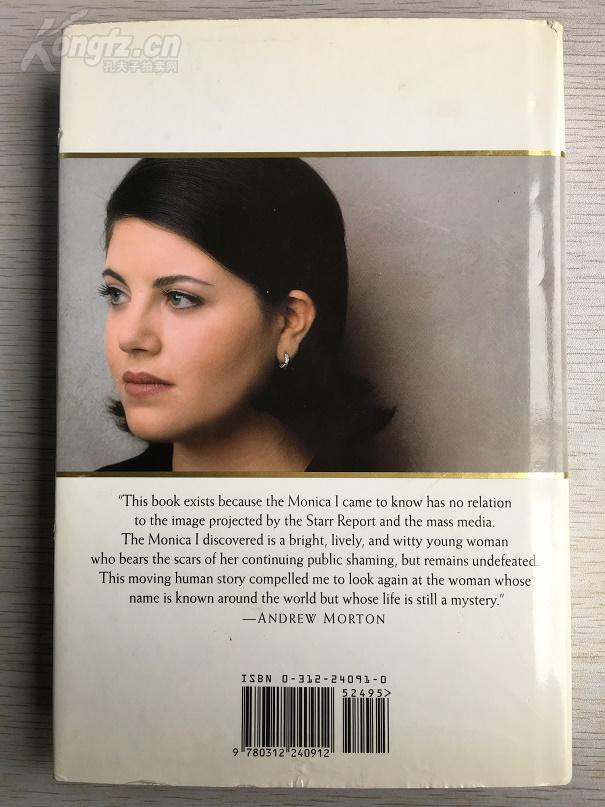 Kongfz.cn
孔夫子拍卖网
"This book exists because the Monica I came to know has no relation
to the image projected by the Starr Report and the mass media.
The Monica I discovered is a bright, lively, and witty young woman
who bears the scars of her continuing public shaming, but remains undefeated.
This moving human story compelled me to look again at the woman whose
name is known around the world but whose life is still a mystery."
—ANDREW MORTON
ISBN 0-312-24091-0
52495>
9 780312 240912